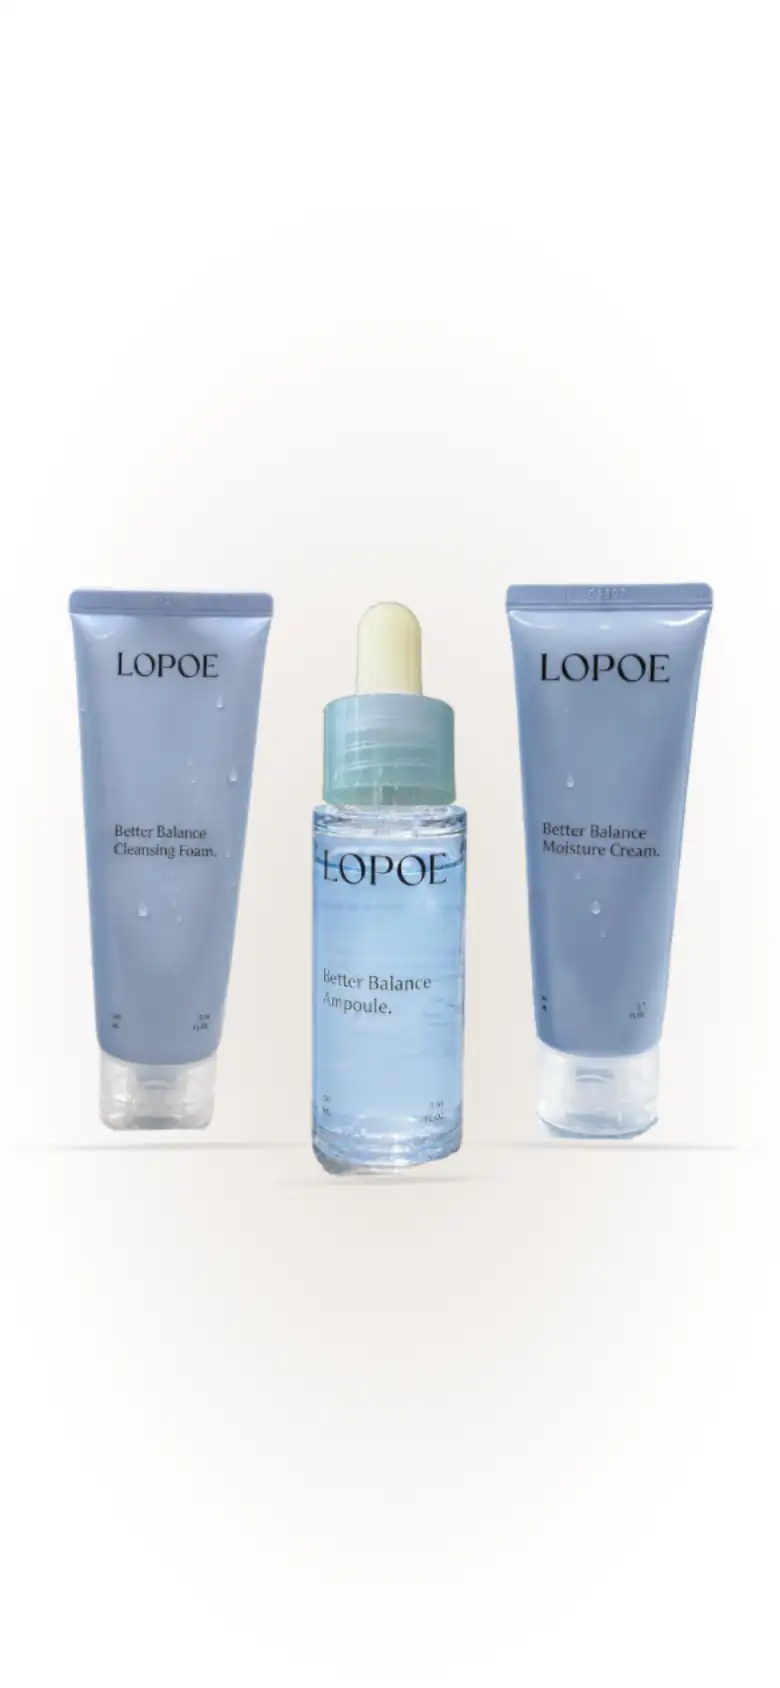 LOPOE
Better Balance
Cleansing Foam.
LOPOE
Better Balance
Ampoule.
LOPOE
Better Balance
Moisture Cream.